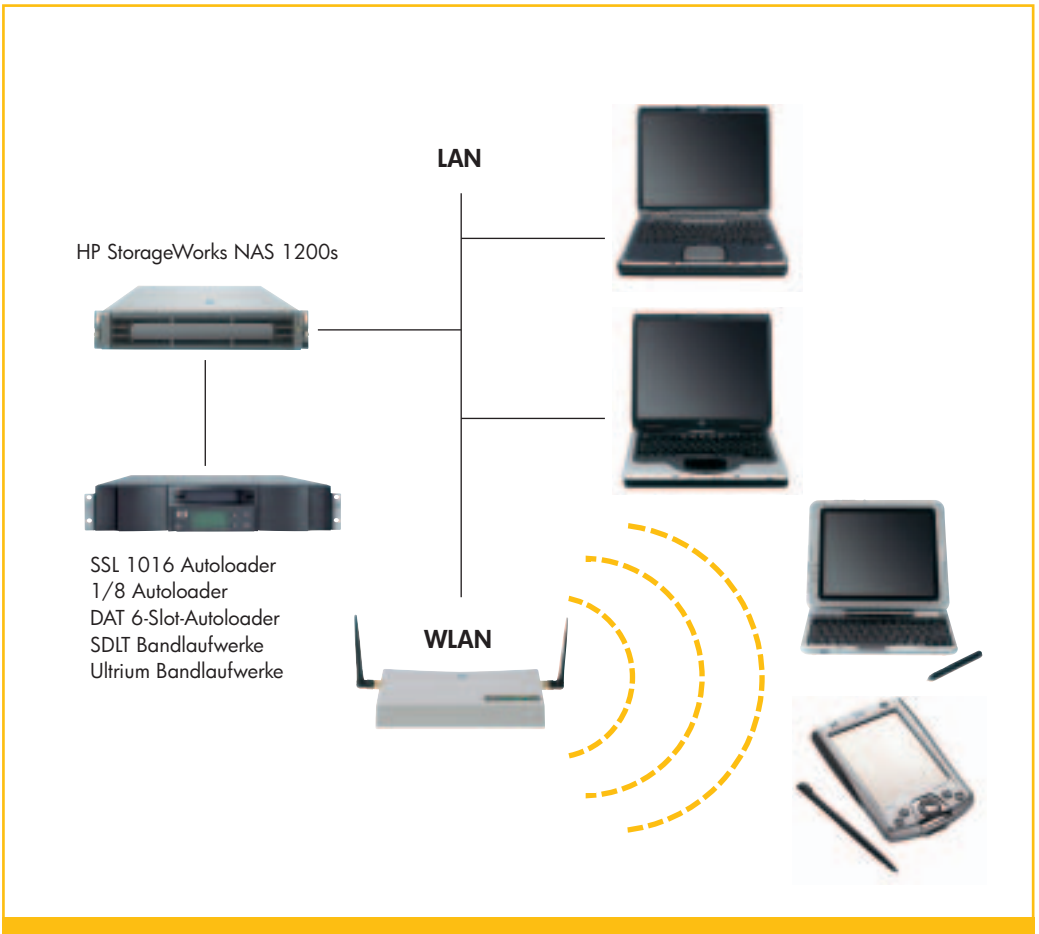 LAN
HP StorageWorks NAS 1200s
SSL 1016 Autoloader
1/8 Autoloader
DAT 6-Slot-Autoloader
SDLT Bandlaufwerke
Ultrium Bandlaufwerke
WLAN